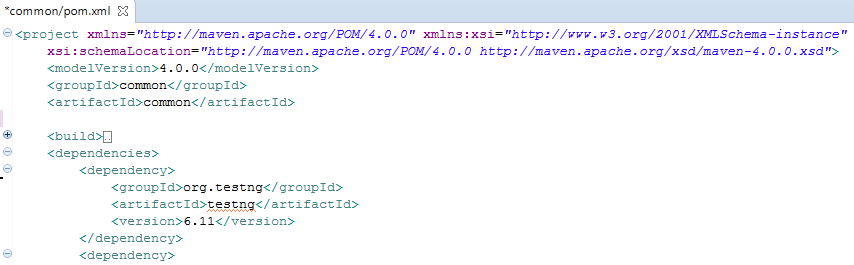 *common/pom.xml
<project xmlns="http://maven.apache.org/POM/4.0.0" xmlns:xsi="http://www.w3.org/2001/XMLSchema-instance"
xsi:schemaLocation="http://maven.apache.org/POM/4.0.0 http://maven.apache.org/xsd/maven-4.0.0.xsd">
<modelVersion>4.0.0</modelVersion>
<groupId>common</groupId>
<artifactId>common</artifactId>
<build>..
<dependencies>
<dependency>
<groupId>org.testng</groupId>
<artifactId>testng</artifactId>
<version>6.11</version>
</dependency>
<dependency>